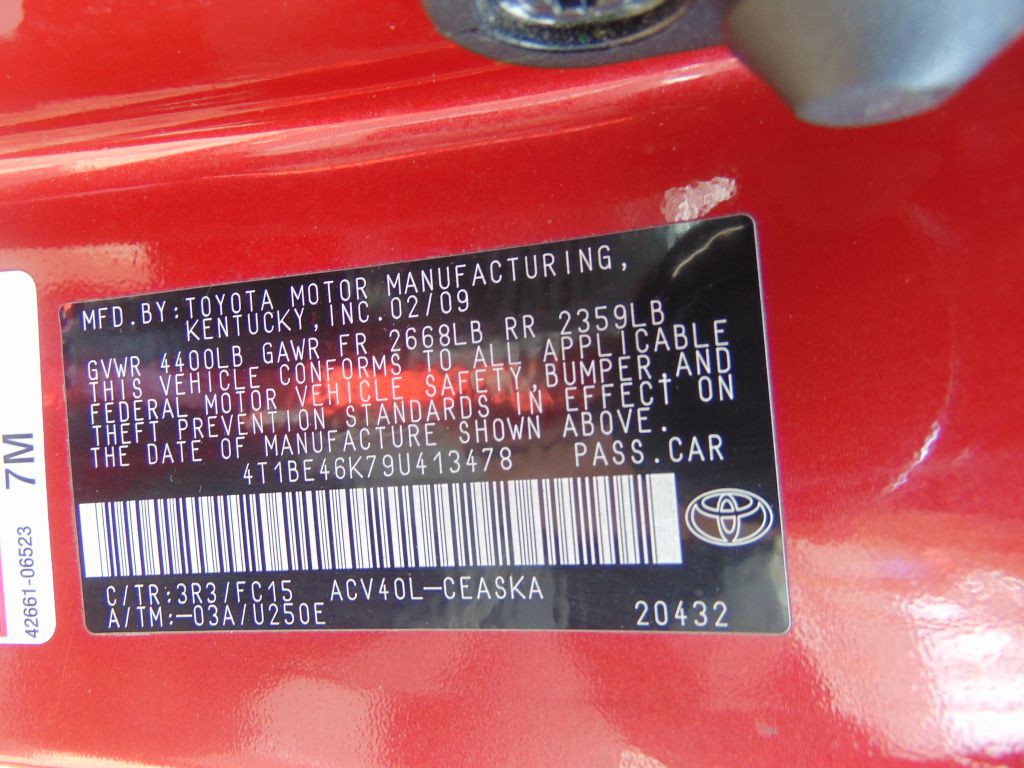 MFD.BY:TOYOTA MOTOR MANUFACTURING,
KENTUCKY,INC.02/09
GVWR 4400LB GAWR FR 2668LB RR 2359LB
THIS VEHICLE CONFORMS TO ALL APPLICABLE
FEDERAL MOTOR VEHICLE SAFETY,BUMPER,AND
THEFT PREVENTION STANDARDS IN EFFECT ON
THE DATE OF MANUFACTURE SHOWN ABOVE.
4T1BE46K79U413478 PASS.CAR
C/TR:3R3/FC15 ACV40L-CEASKA
A/TM:-03A/U250E 20432
7M
42661-06523